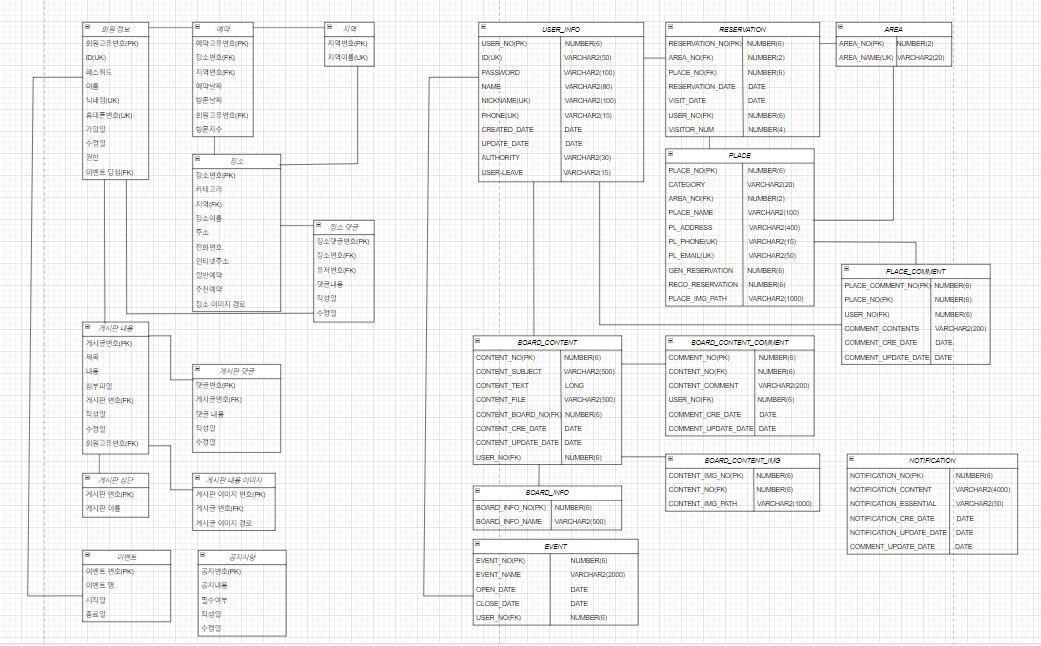 회원 정보
회원고유번호(PK)
ID(UK)
패스워드
이름
닉네임(UK)
휴대폰번호(UK)
가입일
수정일
권한
이벤트 당첨(FK)
예약
예약고유번호(PK)
장소번호(FK)
지역번호(FK)
예약날짜
방문날짜
회원고유번호(FK)
방문자수
지역
지역번호(PK)
지역이름(UK)
장소
장소번호(PK)
카테고리
지역(FK)
장소이름
주소
전화번호
인터넷주소
일반예약
추천예약
장소 이미지 경로
장소 댓글
장소댓글번호(PK)
장소번호(FK)
유저번호(FK)
댓글내용
작성일
수정일
게시판 내용
게시글번호(PK)
제목
내용
첨부파일
게시판 번호(FK)
작성일
수정일
회원고유번호(FK)
게시판 댓글
댓글번호(PK)
게시글번호(FK)
댓글 내용
작성일
수정일
게시판 상단
게시판 번호(PK)
게시판 이름
게시판 내용 이미지
게시판 이미지 번호(PK)
게시글 번호(FK)
게시글 이미지 경로
이벤트
이벤트 번호(PK)
이벤트 명
시작일
종료일
공지사항
공지번호(PK)
공지내용
필수여부
작성일
수정일
USER_INFO
USER_NO(PK) NUMBER(6)
ID(UK) VARCHAR2(50)
PASSWORD VARCHAR2(100)
NAME VARCHAR2(80)
NICKNAME(UK) VARCHAR2(100)
PHONE(UK) VARCHAR2(15)
CREATED_DATE DATE
UPDATE_DATE DATE
AUTHORITY VARCHAR2(30)
USER-LEAVE VARCHAR2(15)
RESERVATION
RESERVATION_NO(PK) NUMBER(6)
AREA_NO(FK) NUMBER(2)
PLACE_NO(FK) NUMBER(6)
RESERVATION_DATE DATE
VISIT_DATE DATE
USER_NO(FK) NUMBER(6)
VISITOR_NUM NUMBER(4)
AREA
AREA_NO(PK) NUMBER(2)
AREA_NAME(UK) VARCHAR2(20)
PLACE
PLACE_NO(PK) NUMBER(6)
CATEGORY VARCHAR2(20)
AREA_NO(FK) NUMBER(2)
PLACE_NAME VARCHAR2(100)
PL_ADDRESS VARCHAR2(400)
PL_PHONE(UK) VARCHAR2(15)
PL_EMAIL(UK) VARCHAR2(50)
GEN_RESERVATION NUMBER(6)
RECO_RESERVATION NUMBER(6)
PLACE_IMG_PATH VARCHAR2(1000)
PLACE_COMMENT
PLACE_COMMENT_NO(PK) NUMBER(6)
PLACE_NO(FK) NUMBER(6)
USER_NO(FK) NUMBER(6)
COMMENT_CONTENTS VARCHAR2(200)
COMMENT_CRE_DATE DATE
COMMENT_UPDATE_DATE DATE
BOARD_CONTENT
CONTENT_NO(PK) NUMBER(6)
CONTENT_SUBJECT VARCHAR2(500)
CONTENT_TEXT LONG
CONTENT_FILE VARCHAR2(500)
CONTENT_BOARD_NO(FK) NUMBER(6)
CONTENT_CRE_DATE DATE
CONTENT_UPDATE_DATE DATE
USER_NO(FK) NUMBER(6)
BOARD_CONTENT_COMMENT
COMMENT_NO(PK) NUMBER(6)
CONTENT_NO(FK) NUMBER(6)
CONTENT_COMMENT VARCHAR2(200)
USER_NO(FK) NUMBER(6)
COMMENT_CRE_DATE DATE
COMMENT_UPDATE_DATE DATE
BOARD_CONTENT_IMG
CONTENT_IMG_NO(PK) NUMBER(6)
CONTENT_NO(FK) NUMBER(6)
CONTENT_IMG_PATH VARCHAR2(1000)
NOTIFICATION
NOTIFICATION_NO(PK) NUMBER(6)
NOTIFICATION_CONTENT VARCHAR2(4000)
NOTIFICATION_ESSENTIAL VARCHAR2(50)
NOTIFICATION_CRE_DATE DATE
NOTIFICATION_UPDATE_DATE DATE
COMMENT_UPDATE_DATE DATE
BOARD_INFO
BOARD_INFO_NO(PK) NUMBER(6)
BOARD_INFO_NAME VARCHAR2(500)
EVENT
EVENT_NO(PK) NUMBER(6)
EVENT_NAME VARCHAR2(2000)
OPEN_DATE DATE
CLOSE_DATE DATE
USER_NO(FK) NUMBER(6)